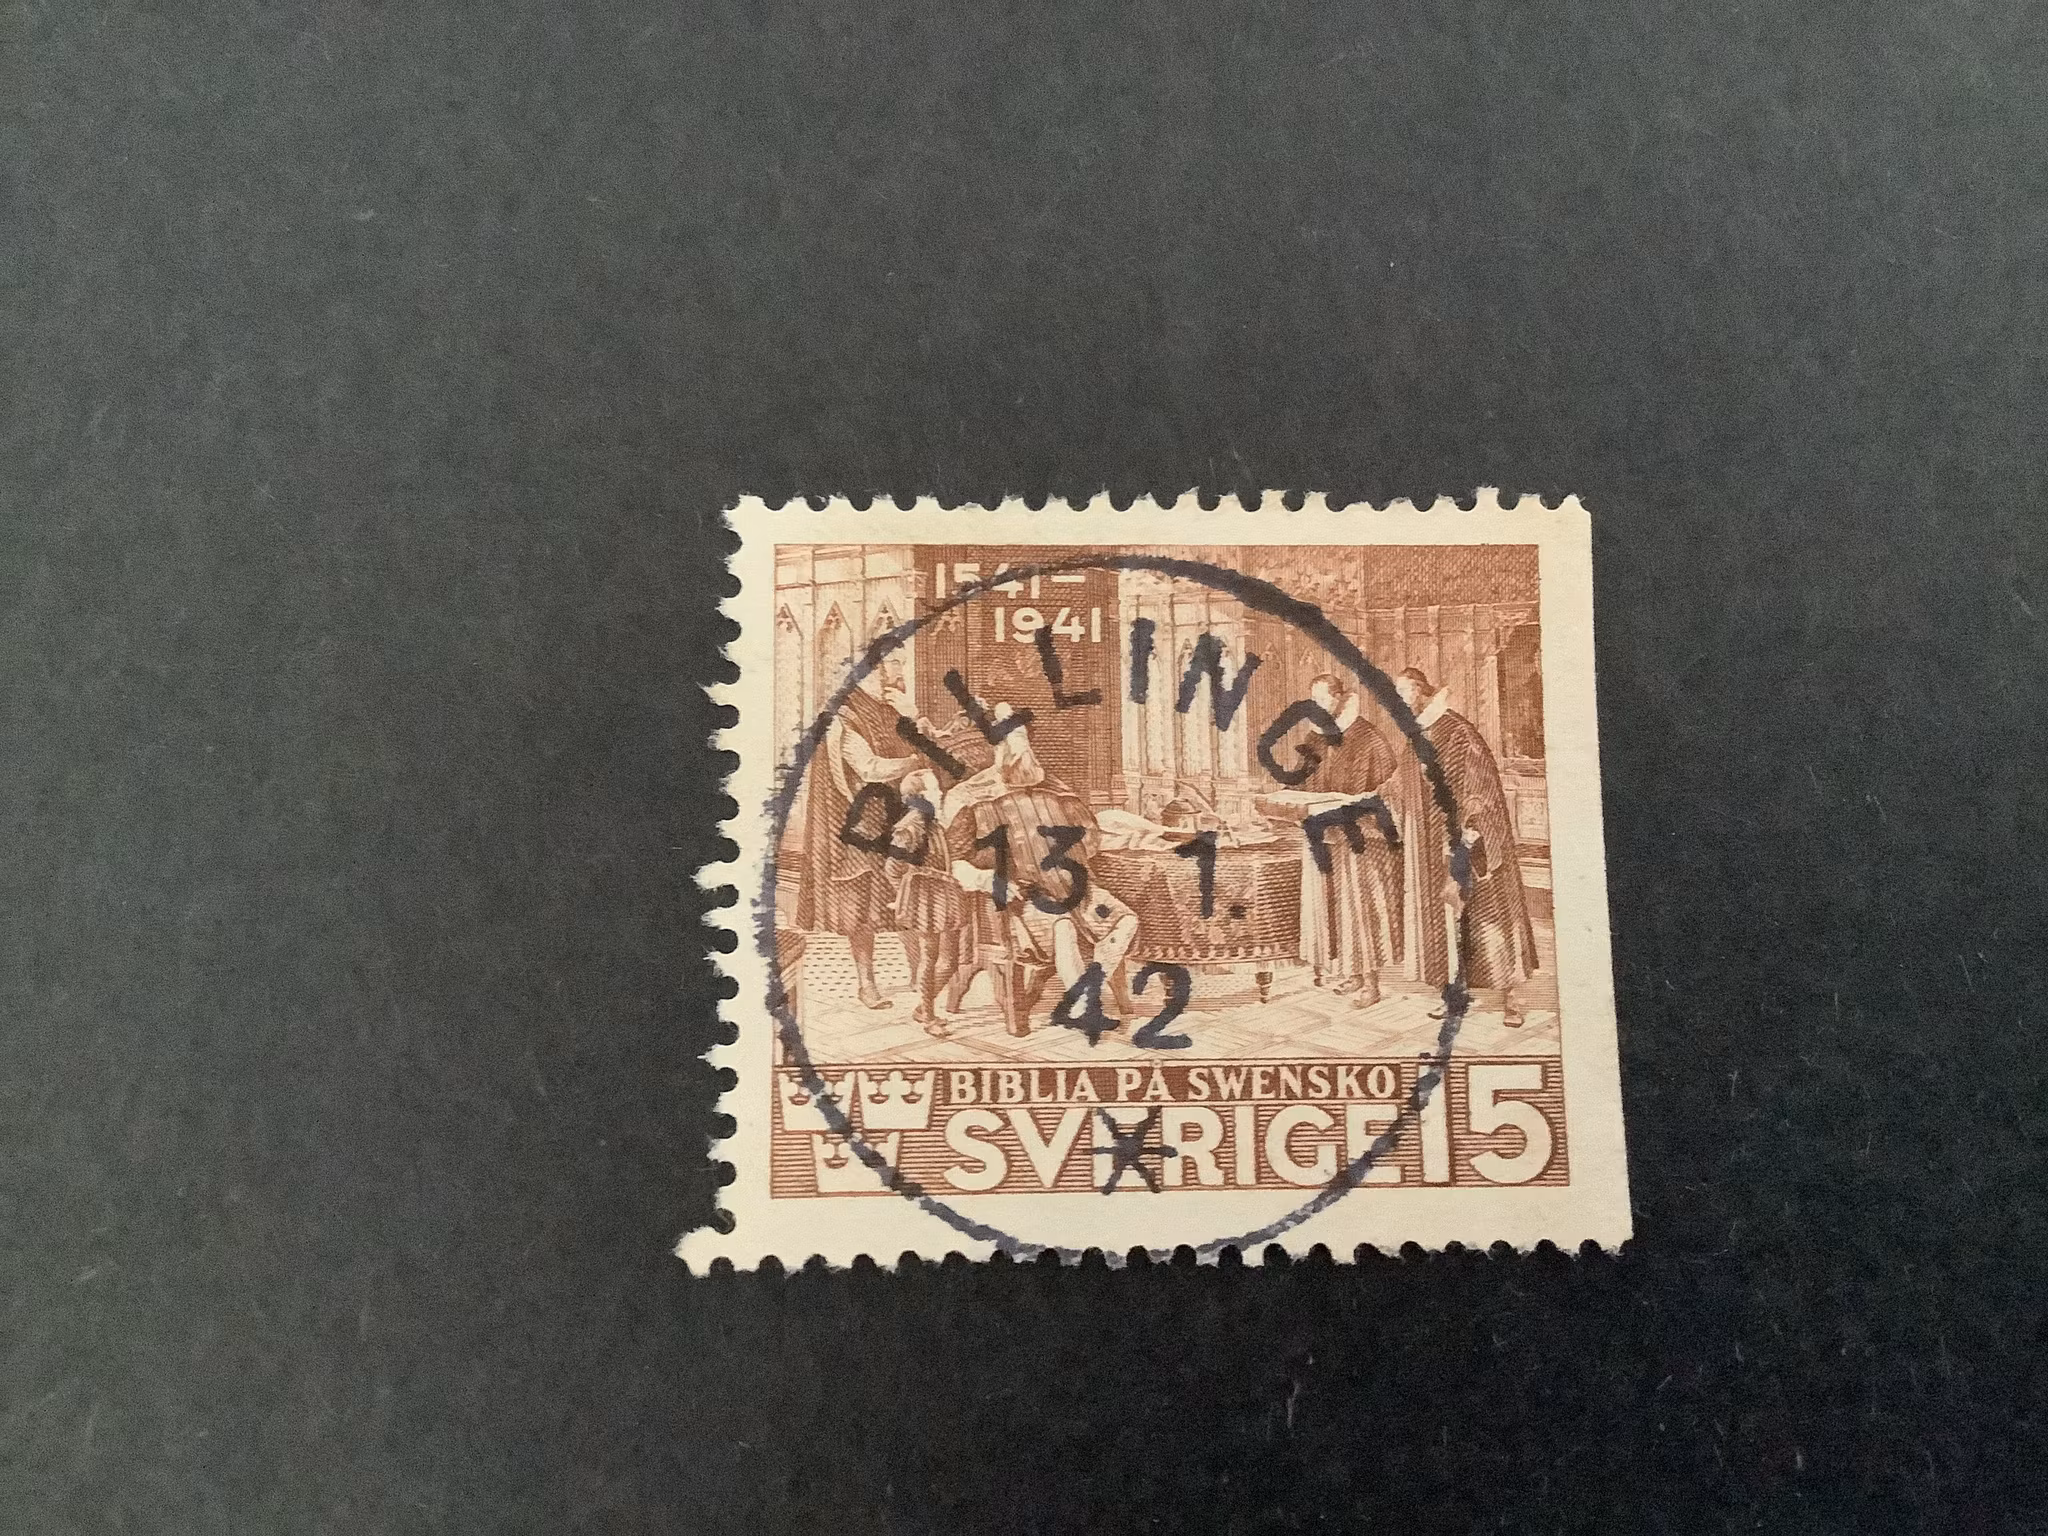 1541–
1941
BILLINGE
13. 1.
42
BIBLIA PÅ SWENSKO
SVERIGE 15